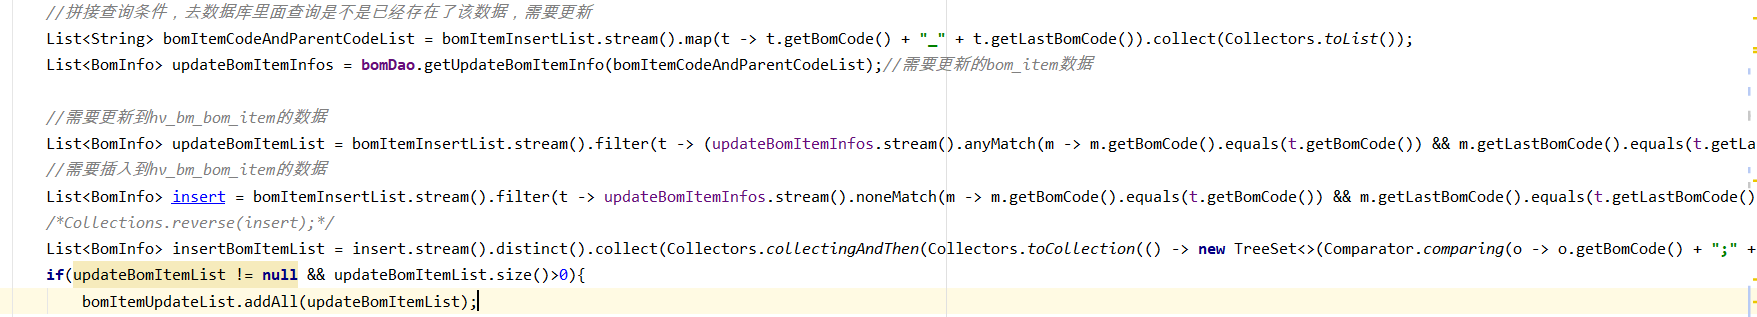 //拼接查询条件，去数据库里面查询是不是已经存在了该数据，需要更新
List<String> bomItemCodeAndParentCodeList = bomItemInsertList.stream().map(t -> t.getBomCode() + "_" + t.getLastBomCode()).collect(Collectors.toList());
List<BomInfo> updateBomItemInfos = bomDao.getUpdateBomItemInfo(bomItemCodeAndParentCodeList);//需要更新的bom_item数据
//需要更新到hv_bm_bom_item的数据
List<BomInfo> updateBomItemList = bomItemInsertList.stream().filter(t -> (updateBomItemInfos.stream().anyMatch(m -> m.getBomCode().equals(t.getBomCode()) && m.getLastBomCode().equals(t.getLa
//需要插入到hv_bm_bom_item的数据
List<BomInfo> insert = bomItemInsertList.stream().filter(t -> updateBomItemInfos.stream().noneMatch(m -> m.getBomCode().equals(t.getBomCode()) && m.getLastBomCode().equals(t.getLastBomCode()
/*Collections.reverse(insert);*/
List<BomInfo> insertBomItemList = insert.stream().distinct().collect(Collectors.collectingAndThen(Collectors.toCollection(() -> new TreeSet<>(Comparator.comparing(o -> o.getBomCode() + ";" +
if(updateBomItemList != null && updateBomItemList.size()>0){
bomItemUpdateList.addAll(updateBomItemList);